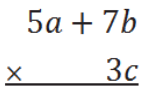 5a + 7b
× 3c